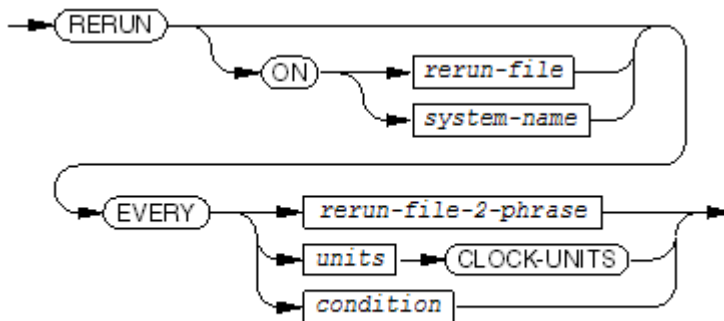 RERUN
ON rerun-file
system-name
EVERY rerun-file-2-phrase
units CLOCK-UNITS
condition